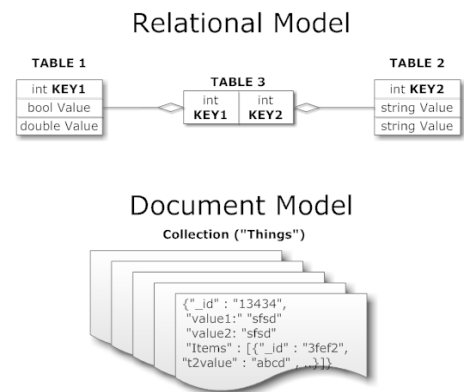 Relational Model
TABLE 1
int KEY1
bool Value
double Value
TABLE 3
int KEY1
int KEY2
TABLE 2
int KEY2
string Value
string Value
Document Model
Collection ("Things")
{"_id" : "13434",
"value1:" "sfsd"
"value2: "sfsd"
"Items" : [{"_id" : "3fef2",
"t2value" : "abcd" , ..}]}